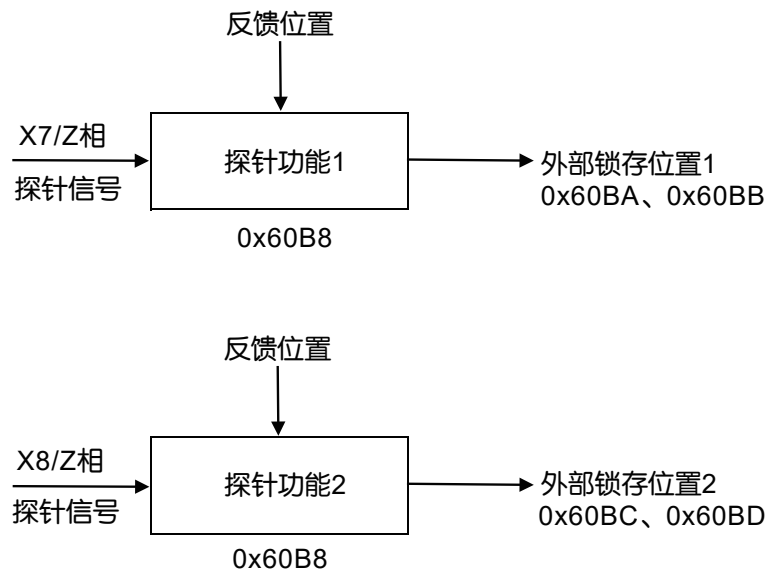 反馈位置
X7/Z相
探针信号
探针功能1
外部锁存位置1
0x60BA、0x60BB
0x60B8
反馈位置
X8/Z相
探针信号
探针功能2
外部锁存位置2
0x60BC、0x60BD
0x60B8